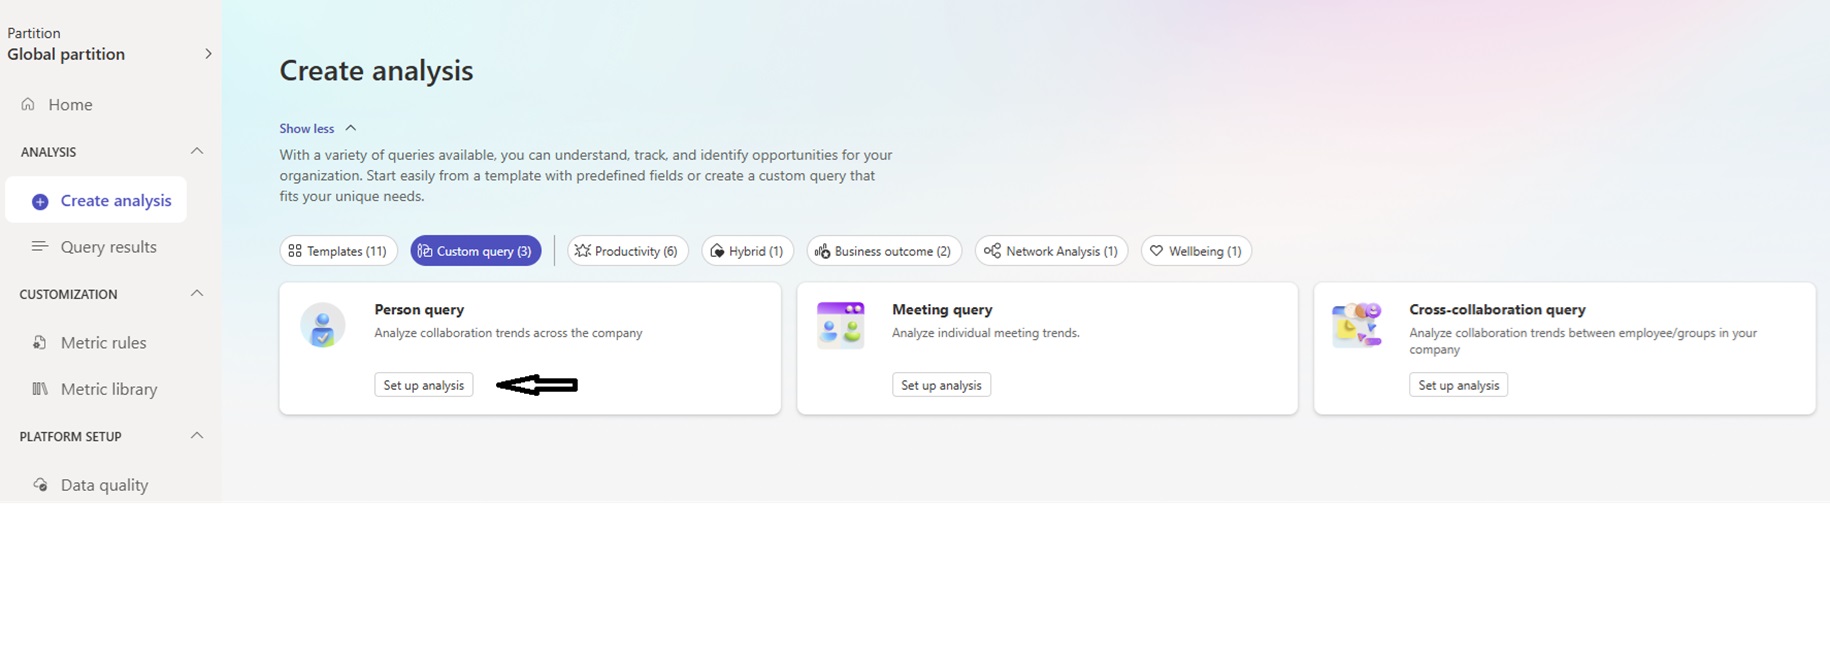 Partition
Global partition
Home
ANALYSIS
Create analysis
Query results
CUSTOMIZATION
Metric rules
Metric library
PLATFORM SETUP
Data quality
Create analysis
Show less
With a variety of queries available, you can understand, track, and identify opportunities for your
organization. Start easily from a template with predefined fields or create a custom query that
fits your unique needs.
Templates (11) Custom query (3) Productivity (6) Hybrid (1) Business outcome (2) Network Analysis (1) Wellbeing (1)
Person query
Analyze collaboration trends across the company
Set up analysis
Meeting query
Analyze individual meeting trends.
Set up analysis
Cross-collaboration query
Analyze collaboration trends between employee/groups in your
company
Set up analysis